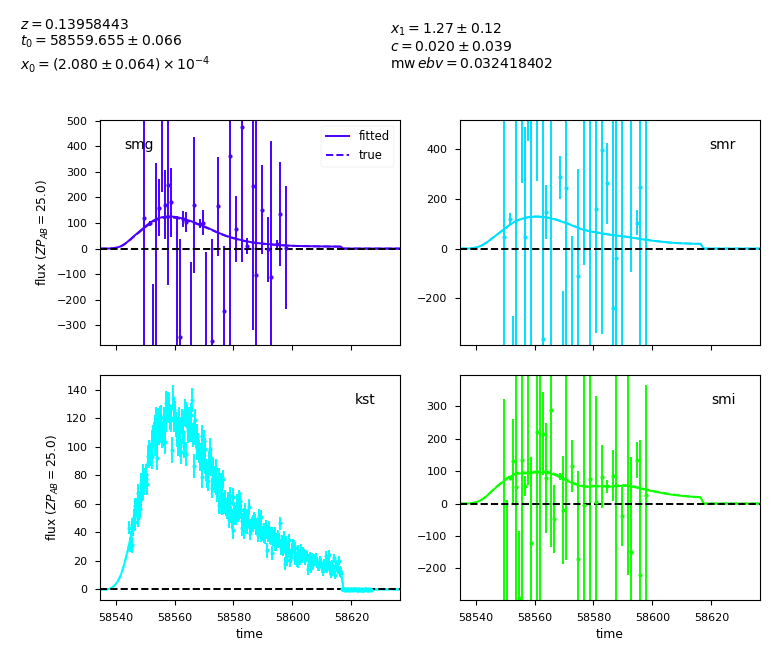 z = 0.13958443
t₀ = 58559.655 ± 0.066
x₀ = (2.080 ± 0.064) × 10⁻⁴
x₁ = 1.27 ± 0.12
c = 0.020 ± 0.039
mw ebv = 0.032418402
smg
fitted
true
500
400
300
200
100
0
−100
−200
−300
flux (ZP_AB = 25.0)
smr
400
200
0
−200
kst
140
120
100
80
60
40
20
0
flux (ZP_AB = 25.0)
58540 58560 58580 58600 58620
time
smi
300
200
100
0
−100
−200
58540 58560 58580 58600 58620
time